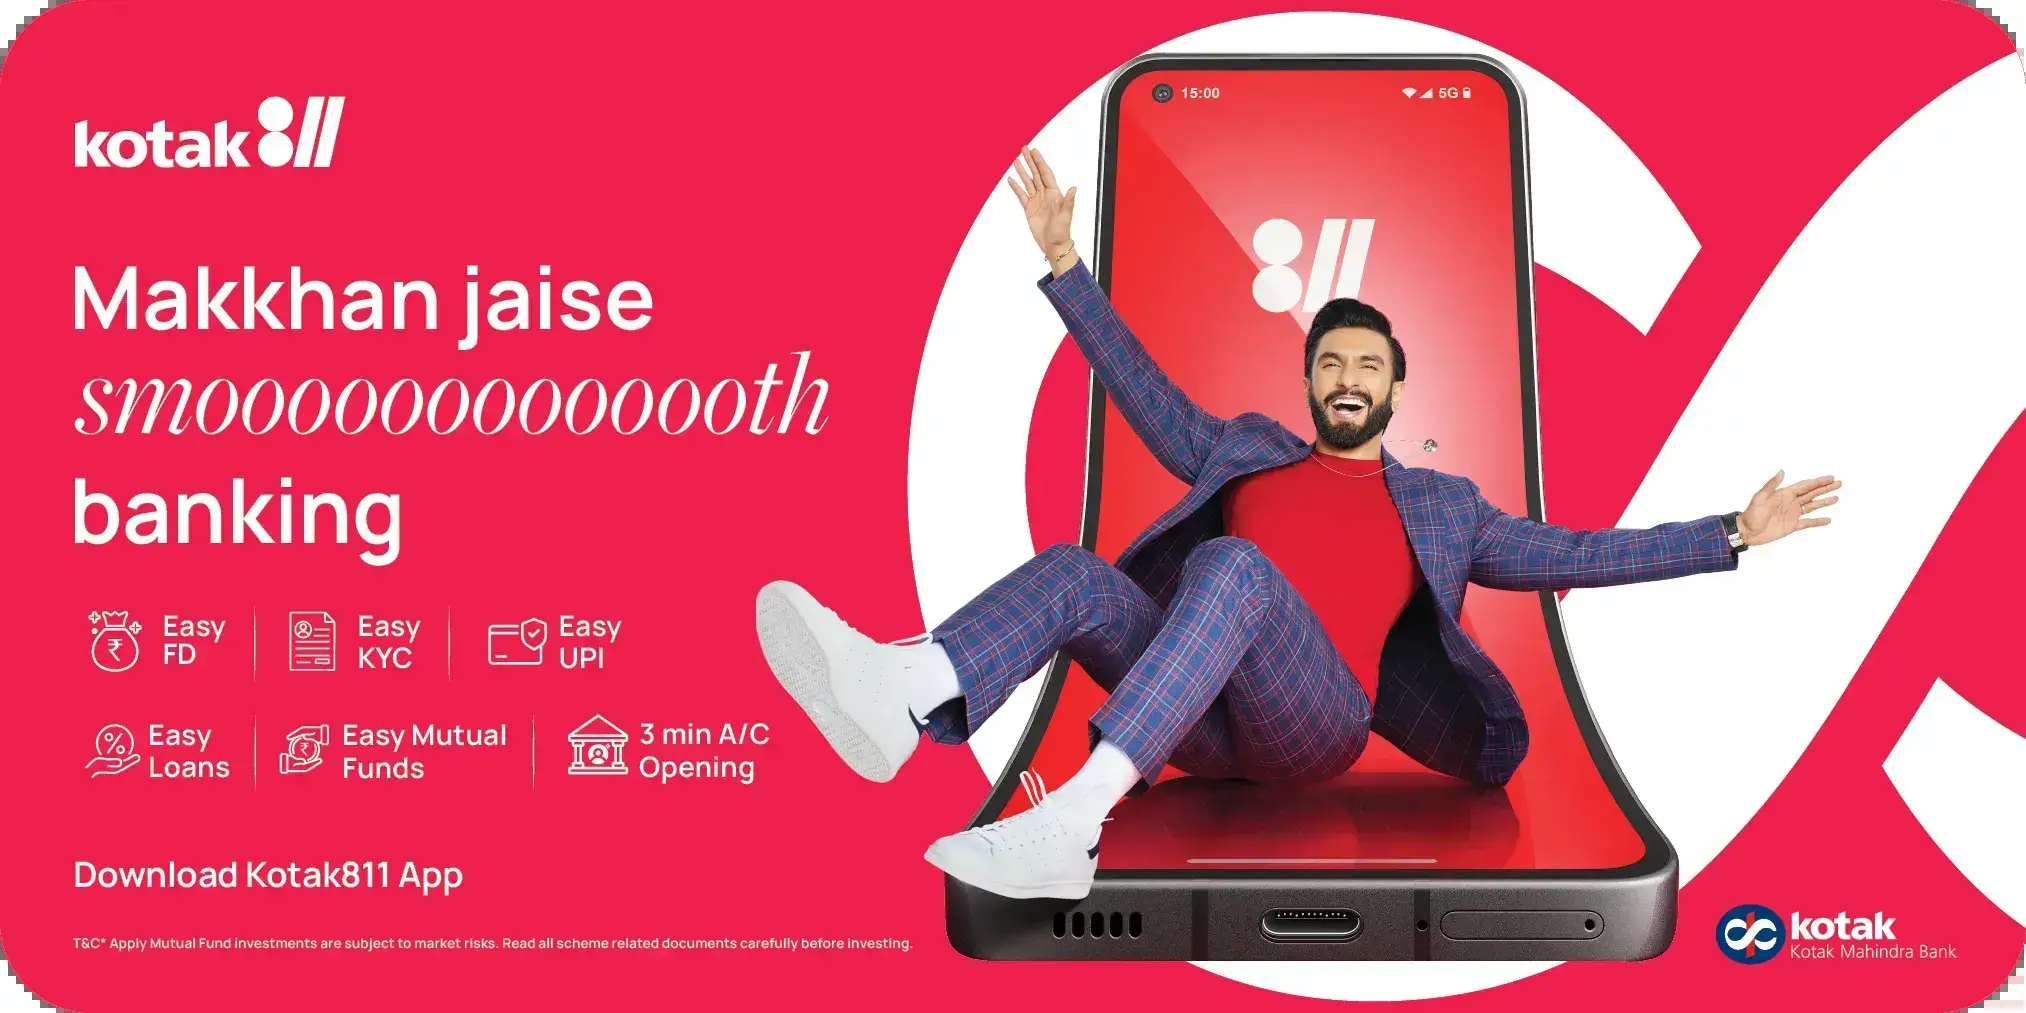 kotak811
Makkhan jaise
smoooooooooooooth
banking
Easy
FD
Easy
KYC
Easy
UPI
Easy
Loans
Easy Mutual
Funds
3 min A/C
Opening
Download Kotak811 App
T&C* Apply Mutual Fund investments are subject to market risks. Read all scheme related documents carefully before investing.
15:00
5G
811
kotak
Kotak Mahindra Bank